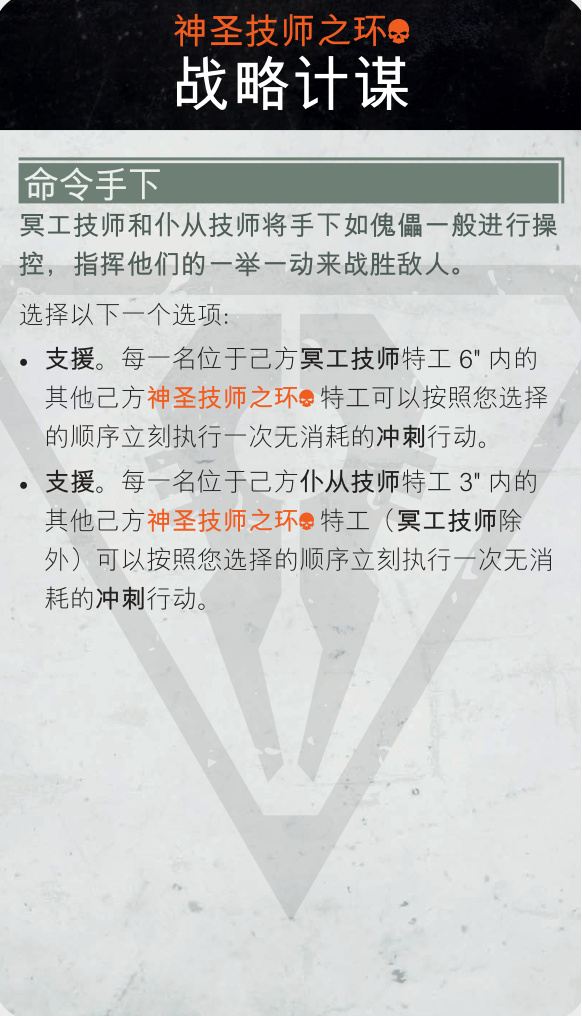 神圣技师之环
战略计谋
命令手下
冥工技师和仆从技师将手下如傀儡一般进行操
控，指挥他们的一举一动来战胜敌人。
选择以下一个选项:
• 支援。每一名位于己方冥工技师特工 6" 内的
其他己方神圣技师之环特工可以按照您选择
的顺序立刻执行一次无消耗的冲刺行动。
• 支援。每一名位于己方仆从技师特工 3" 内的
其他己方神圣技师之环特工（冥工技师除
外）可以按照您选择的顺序立刻执行一次无消
耗的冲刺行动。